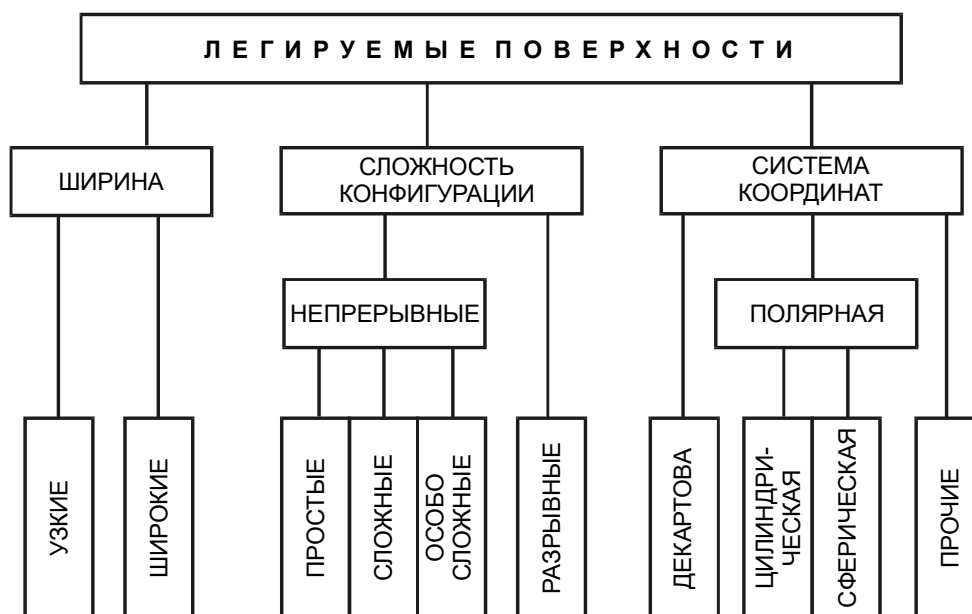 ЛЕГИРУЕМЫЕ ПОВЕРХНОСТИ
ШИРИНА
СЛОЖНОСТЬ
КОНФИГУРАЦИИ
СИСТЕМА
КООРДИНАТ
НЕПРЕРЫВНЫЕ
ПОЛЯРНАЯ
УЗКИЕ
ШИРОКИЕ
ПРОСТЫЕ
СЛОЖНЫЕ
ОСОБО
СЛОЖНЫЕ
РАЗРЫВНЫЕ
ДЕКАРТОВА
ЦИЛИНДРИ-
ЧЕСКАЯ
СФЕРИЧЕСКАЯ
ПРОЧИЕ